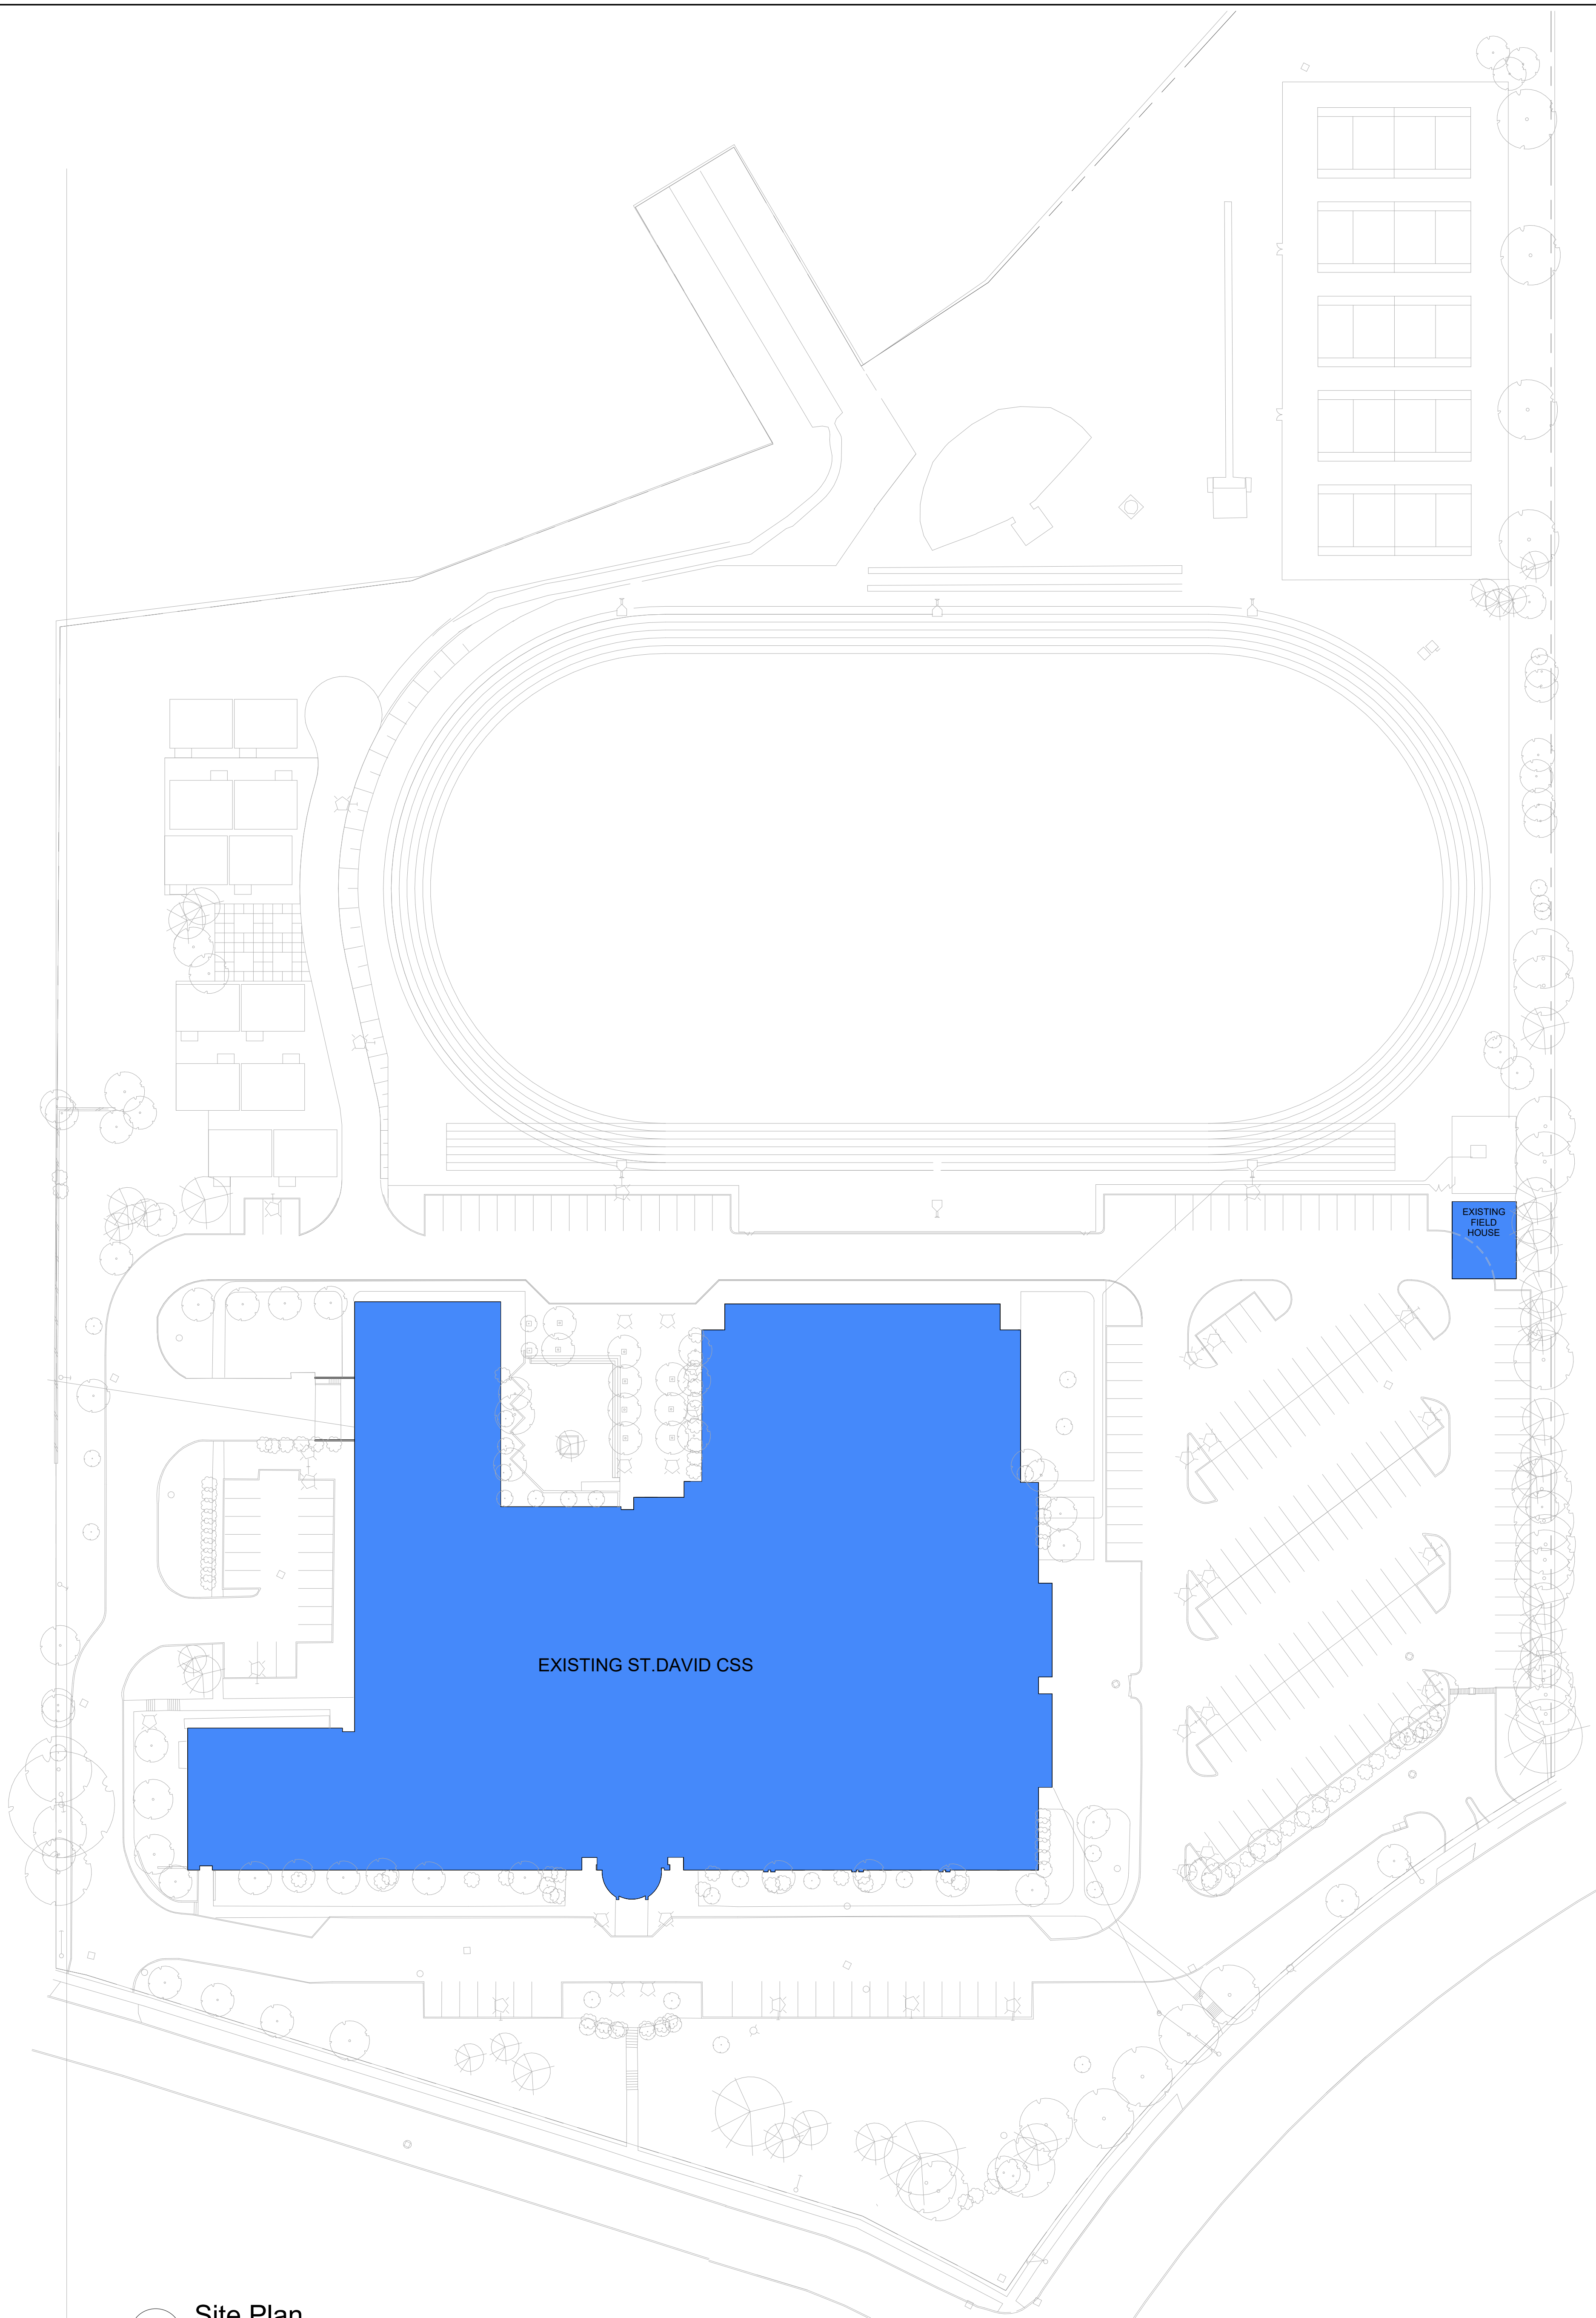 EXISTING
FIELD
HOUSE
EXISTING ST.DAVID CSS
Site Plan